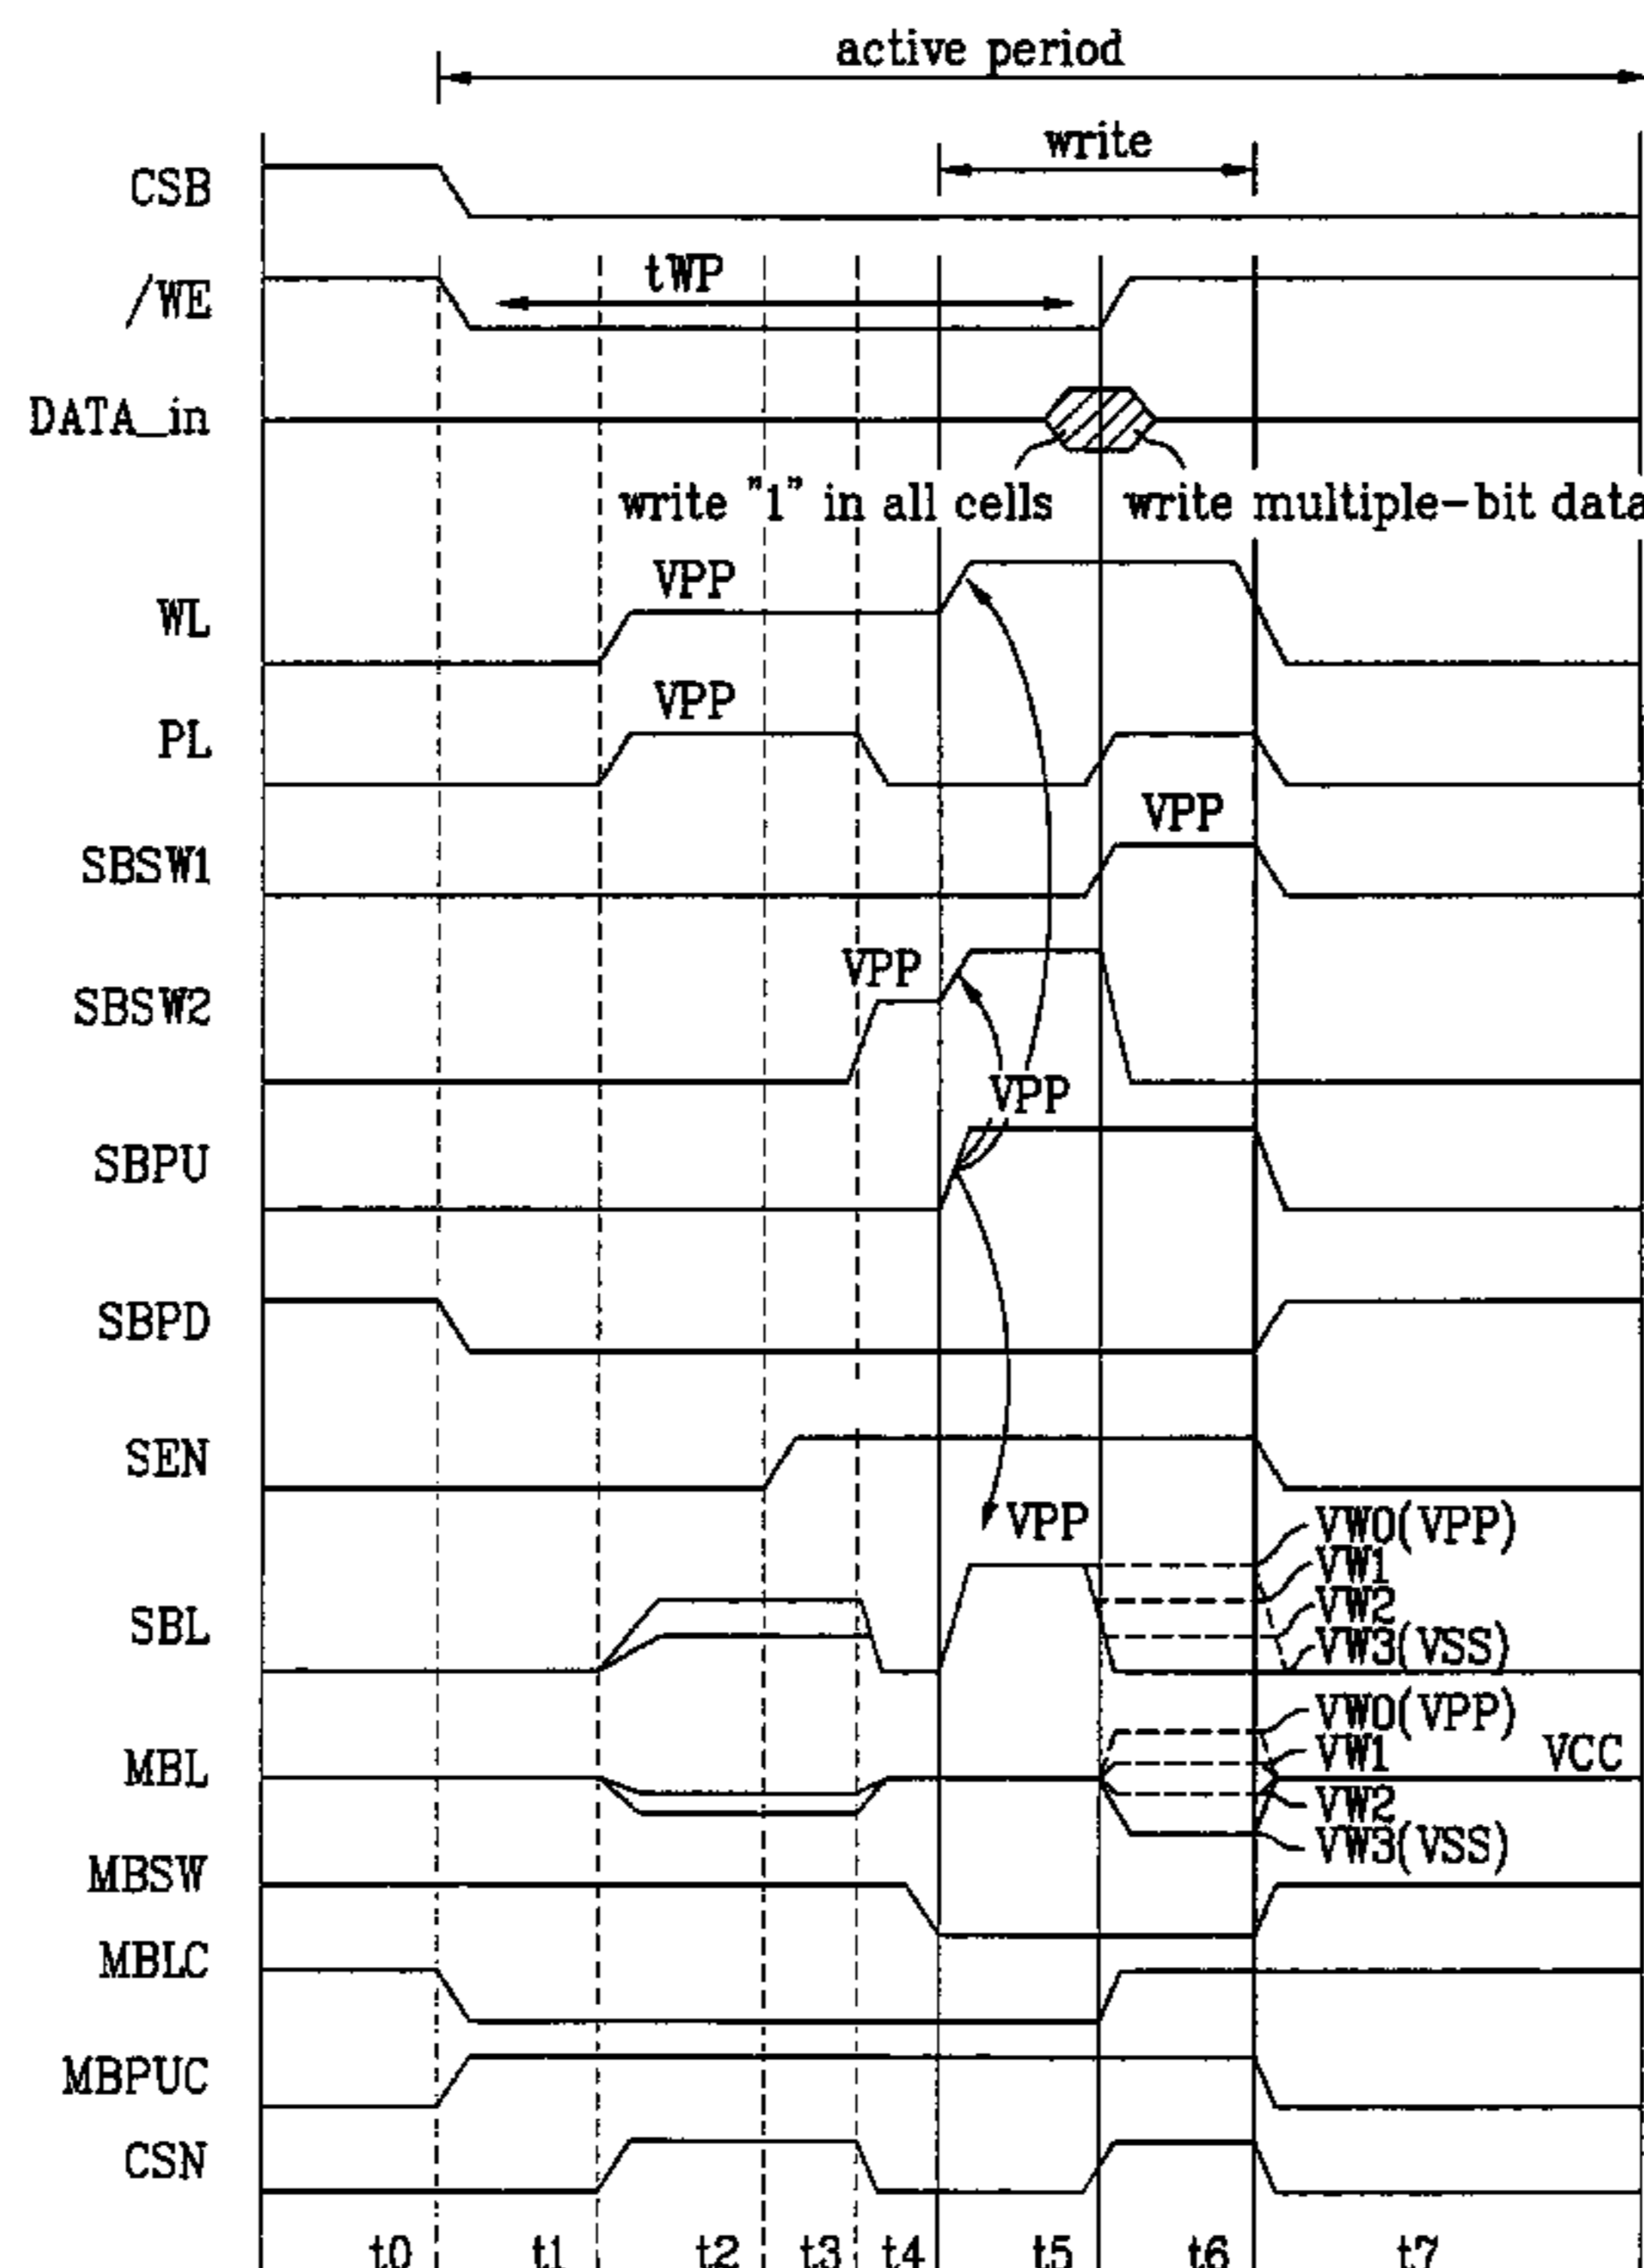 active period
write
CSB
tWP
/WE
DATA_in
write "1" in all cells
write multiple-bit data
VPP
WL
VPP
PL
VPP
SBSW1
VPP
SBSW2
VPP
SBPU
SBPD
SEN
VPP
VW0(VPP)
VW1
SBL
VW2
VW3(VSS)
VW0(VPP)
MBL
VW1
VCC
VW2
VW3(VSS)
MBSW
MBLC
MBPUC
CSN
t0 t1 t2 t3 t4 t5 t6 t7